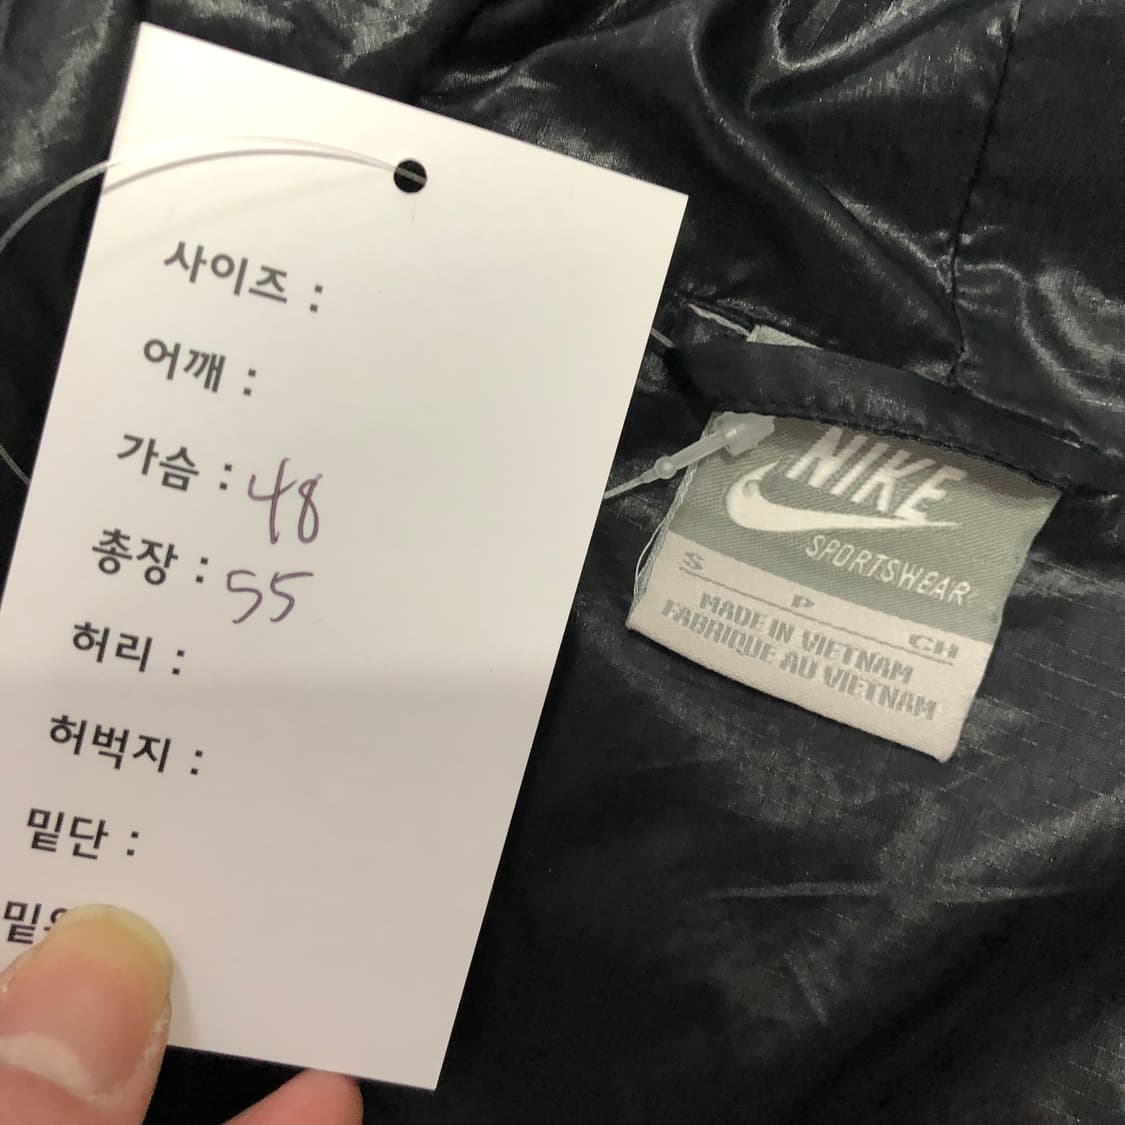 사이즈 :
어깨 :
가슴 : 48
총장 : 55
허리 :
허벅지 :
밑단 :
NIKE
SPORTSWEAR
S
P
CH
MADE IN VIETNAM
FABRIQUE AU VIETNAM